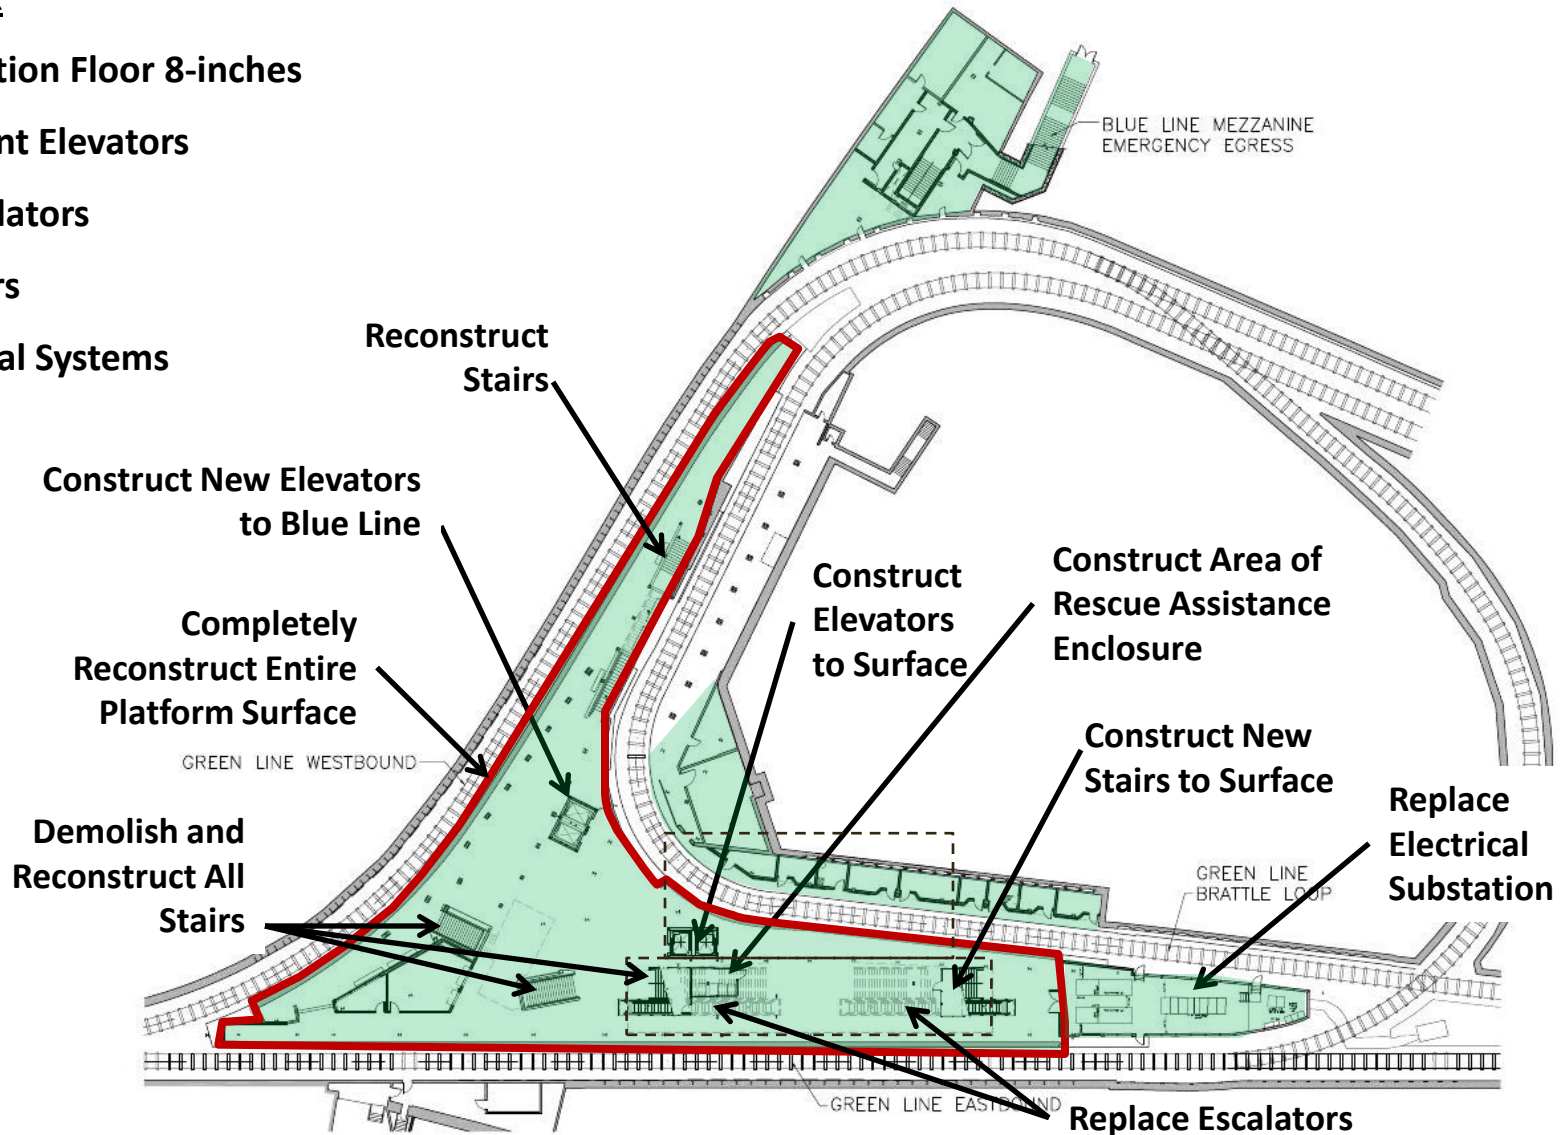 tion Floor 8-inches
nt Elevators
lators
rs
al Systems
BLUE LINE MEZZANINE
EMERGENCY EGRESS
Reconstruct
Stairs
Construct New Elevators
to Blue Line
Completely
Reconstruct Entire
Platform Surface
GREEN LINE WESTBOUND
Demolish and
Reconstruct All
Stairs
Construct
Elevators
to Surface
Construct Area of
Rescue Assistance
Enclosure
Construct New
Stairs to Surface
Replace
Electrical
Substation
GREEN LINE
BRATTLE LOOP
GREEN LINE EASTBOUND
Replace Escalators